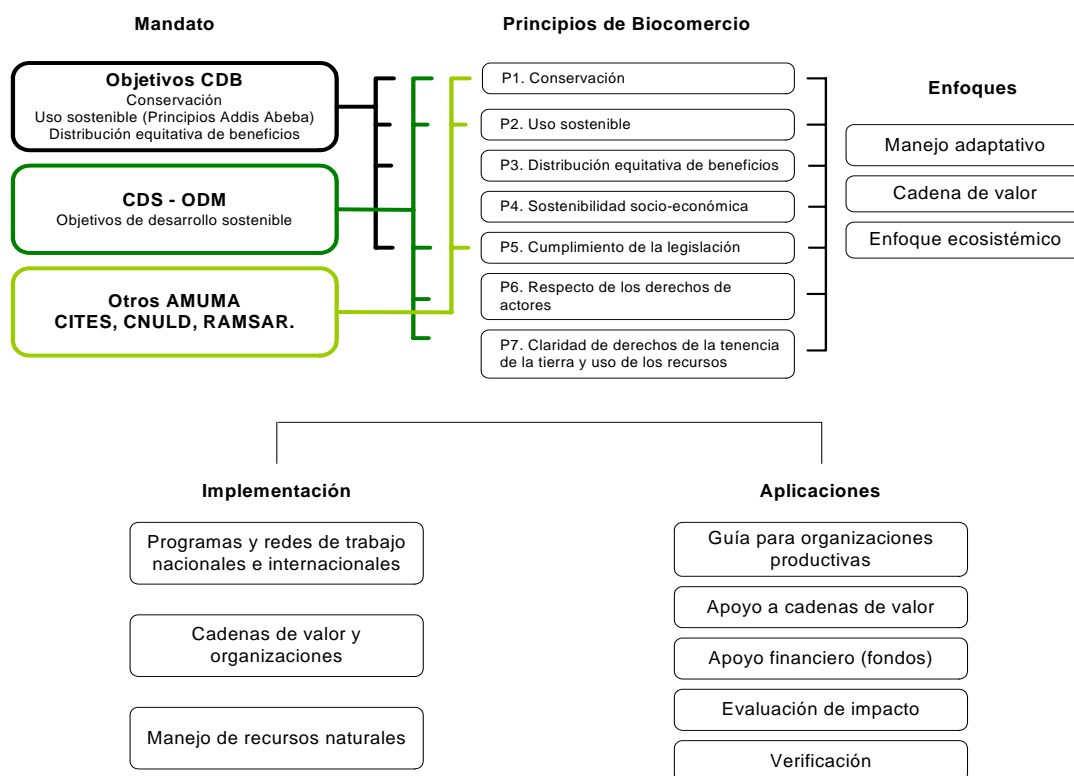 Mandato
Principios de Biocomercio
Objetivos CDB
Conservación
Uso sostenible (Principios Addis Abeba)
Distribución equitativa de beneficios
CDS - ODM
Objetivos de desarrollo sostenible
Otros AMUMA
CITES, CNULD, RAMSAR.
P1. Conservación
P2. Uso sostenible
P3. Distribución equitativa de beneficios
P4. Sostenibilidad socio-económica
P5. Cumplimiento de la legislación
P6. Respecto de los derechos de
actores
P7. Claridad de derechos de la tenencia
de la tierra y uso de los recursos
Enfoques
Manejo adaptativo
Cadena de valor
Enfoque ecosistémico
Implementación
Programas y redes de trabajo
nacionales e internacionales
Cadenas de valor y
organizaciones
Manejo de recursos naturales
Aplicaciones
Guía para organizaciones
productivas
Apoyo a cadenas de valor
Apoyo financiero (fondos)
Evaluación de impacto
Verificación